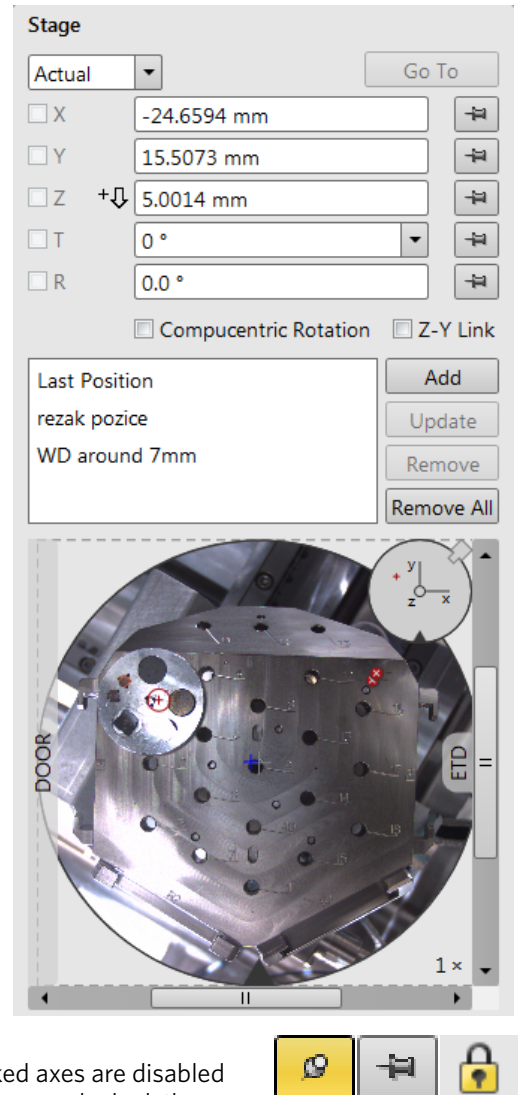 Stage
Actual Go To
X -24.6594 mm
Y 15.5073 mm
Z 5.0014 mm
T 0 °
R 0.0 °
Compucentric Rotation Z-Y Link
Last Position Add
rezak pozice Update
WD around 7mm Remove
Remove All
y
z x
YX
DOOR
ETD
1 ×
ked axes are disabled